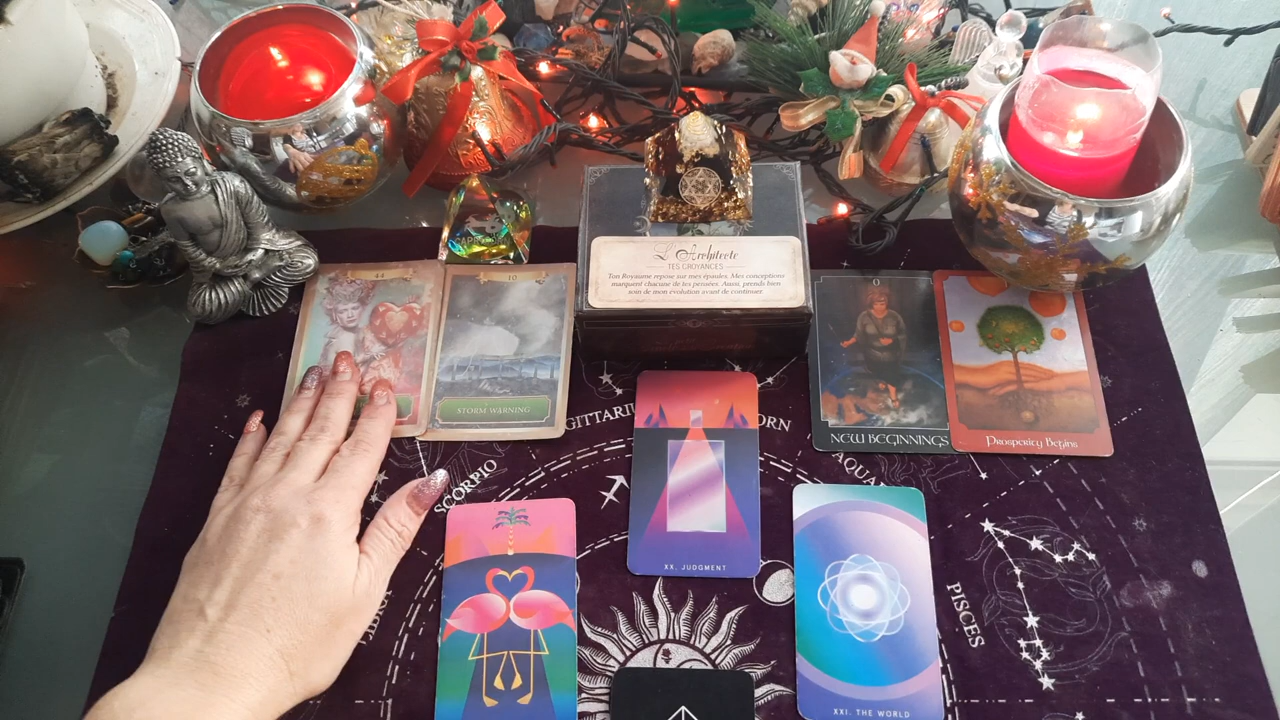 44
10
STORM WARNING
L'Architecte
TES CROYANCES
Ton Royaume repose sur mes épaules. Mes conceptions
marquent chacune de tes pensées. Aussi, prends bien
soin de mon évolution avant de continuer.
0
NEW BEGINNINGS
Prosperity Begins
SAGITTARI
ORN
SCORPIO
AQUA
XX. JUDGMENT
PISCES
XXI. THE WORLD